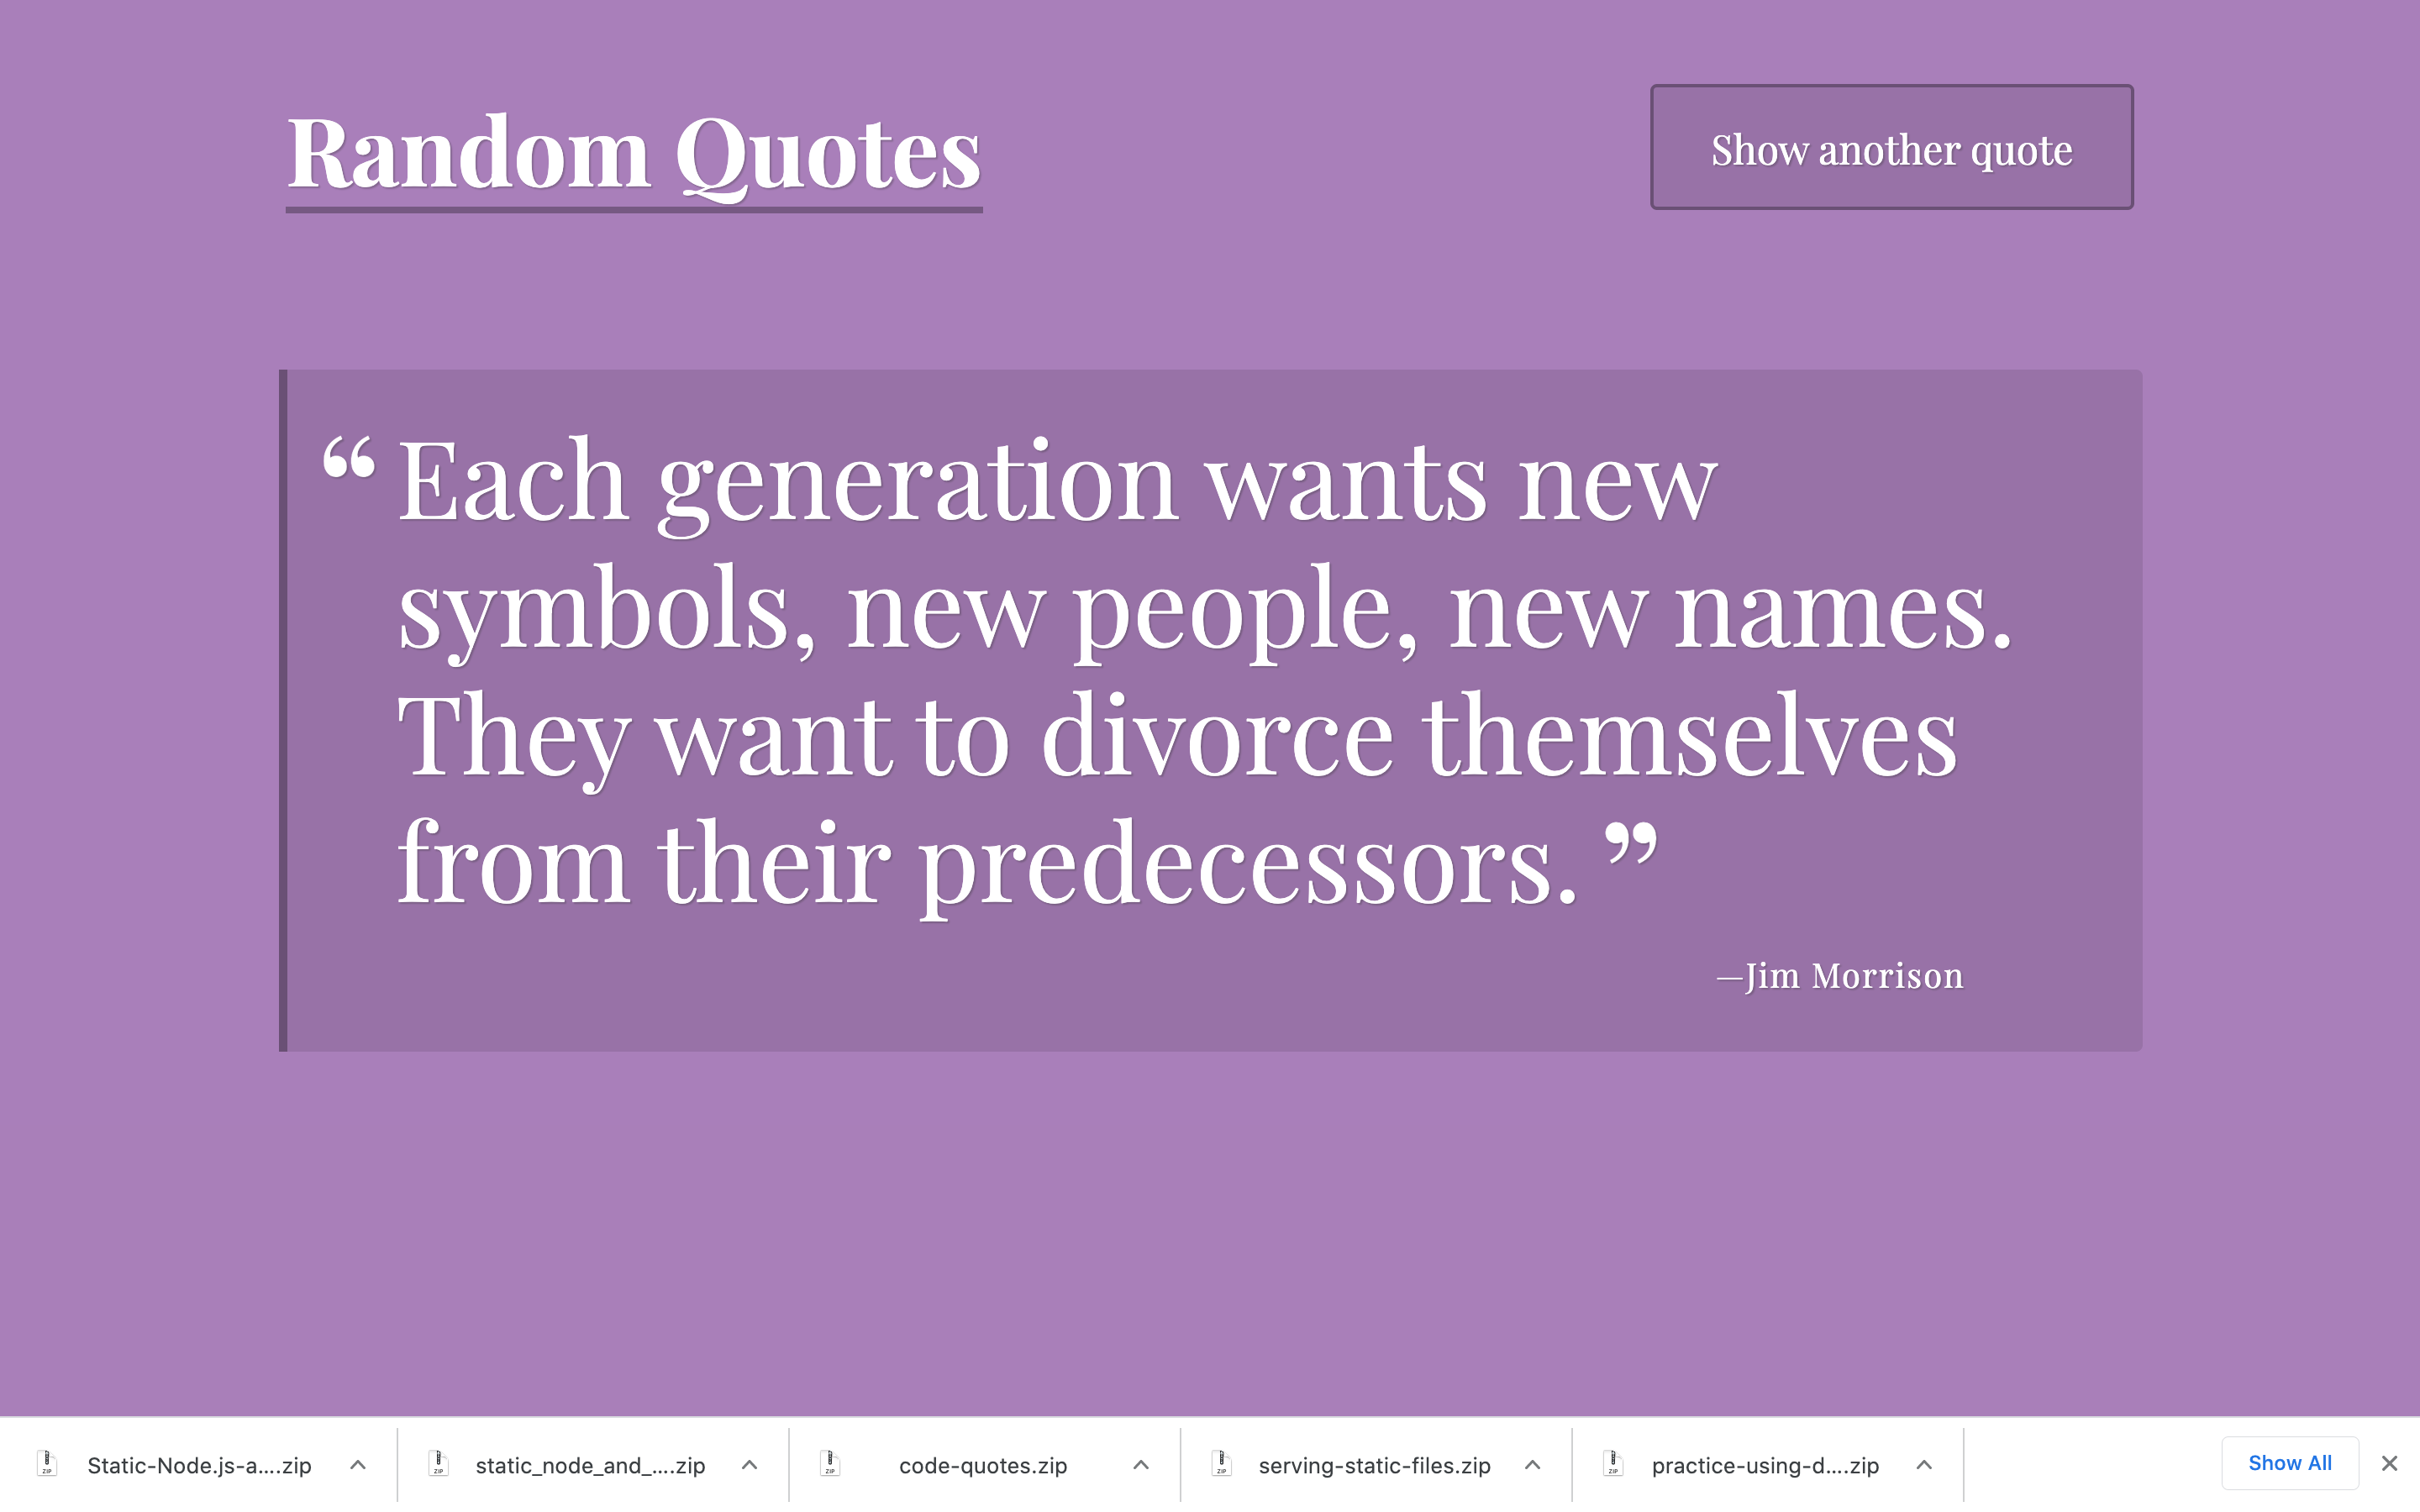 Random Quotes
Show another quote
“Each generation wants new
symbols, new people, new names.
They want to divorce themselves
from their predecessors.”
—Jim Morrison
Static-Node.js-a....zip
static_node_and_....zip
code-quotes.zip
serving-static-files.zip
practice-using-d....zip
Show All